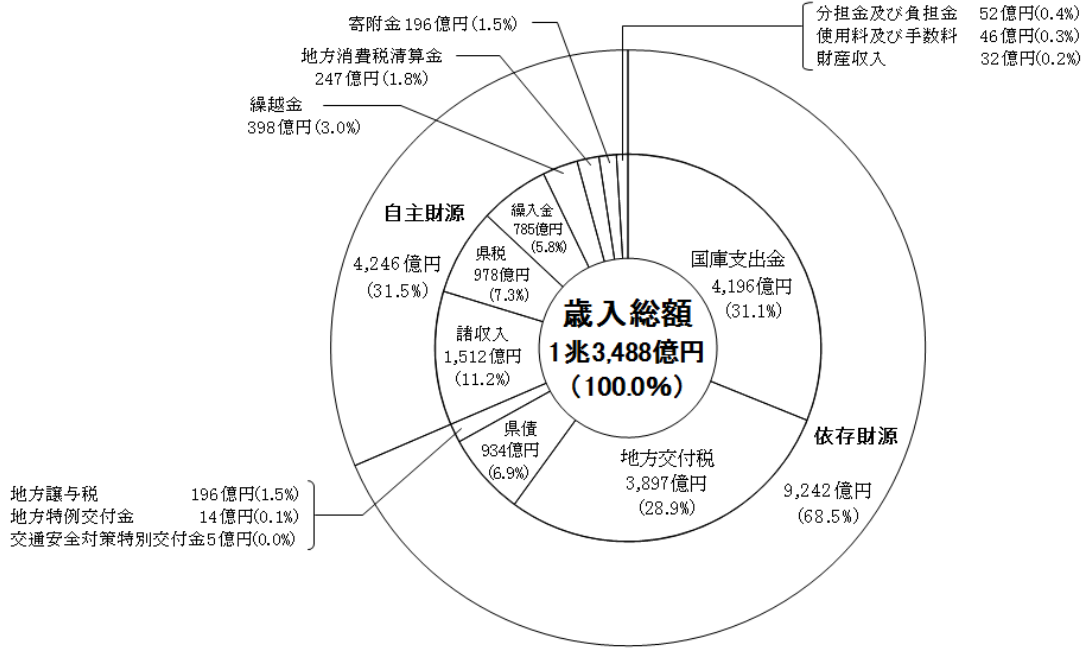 寄附金196億円(1.5%)
分担金及び負担金 52億円(0.4%)
使用料及び手数料 46億円(0.3%)
財産収入 32億円(0.2%)
地方消費税清算金
247億円(1.8%)
繰越金
398億円(3.0%)
自主財源
4,246億円
(31.5%)
繰入金
785億円
(5.8%)
県税
978億円
(7.3%)
諸収入
1,512億円
(11.2%)
国庫支出金
4,196億円
(31.1%)
歳入総額
1兆3,488億円
(100.0%)
県債
934億円
(6.9%)
地方交付税
3,897億円
(28.9%)
依存財源
9,242億円
(68.5%)
地方譲与税 196億円(1.5%)
地方特例交付金 14億円(0.1%)
交通安全対策特別交付金5億円(0.0%)